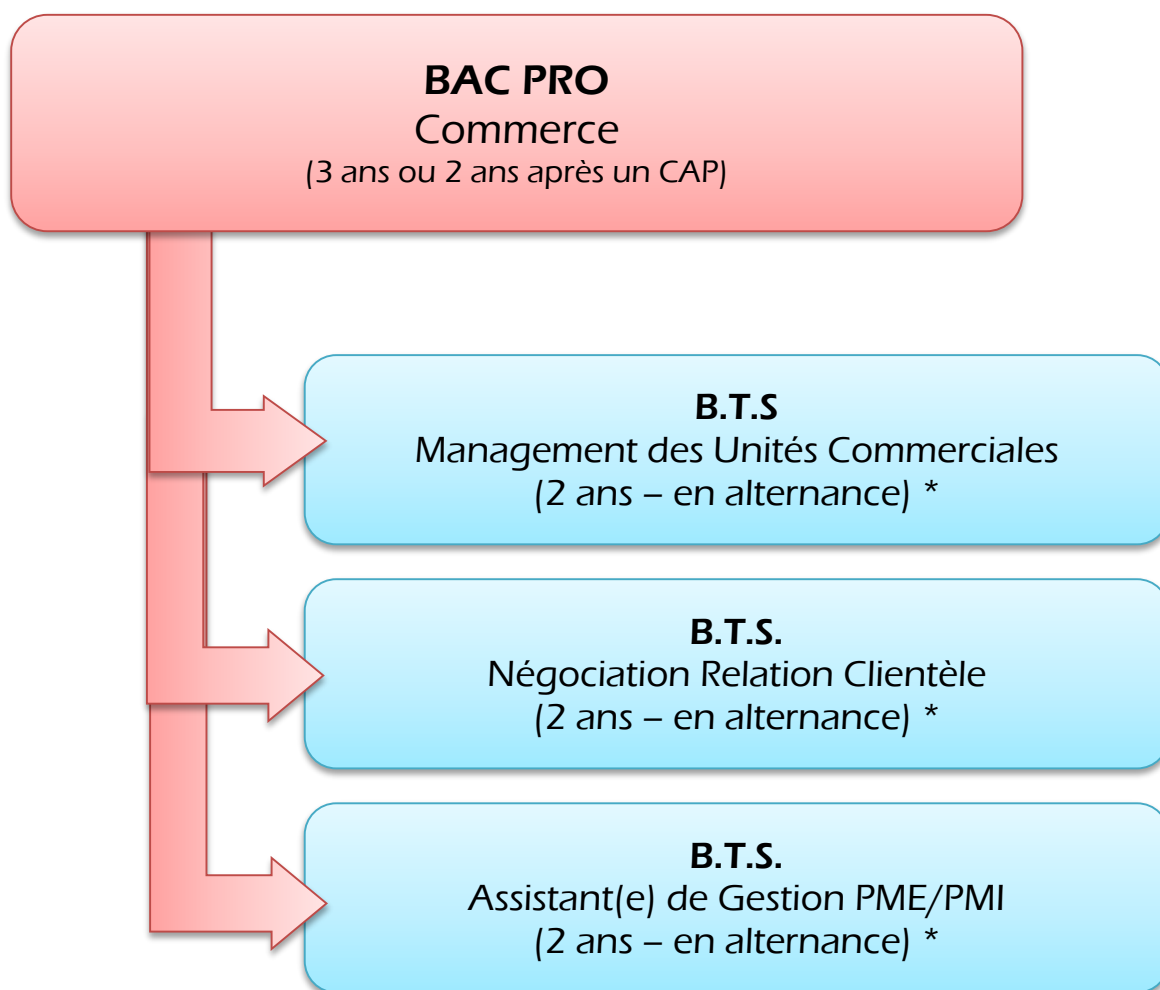 BAC PRO
Commerce
(3 ans ou 2 ans après un CAP)
B.T.S
Management des Unités Commerciales
(2 ans – en alternance) *
B.T.S.
Négociation Relation Clientèle
(2 ans – en alternance) *
B.T.S.
Assistant(e) de Gestion PME/PMI
(2 ans – en alternance) *